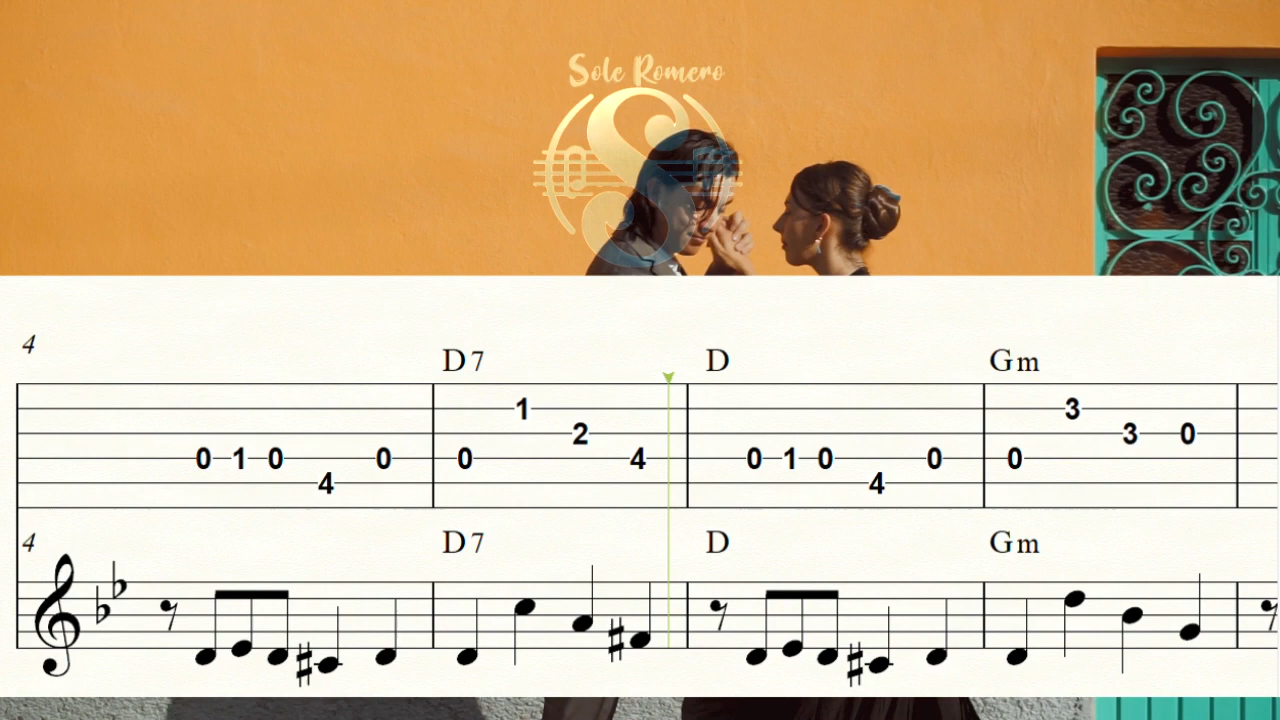 Sole Romero
4
D7 D Gm
1 3
2 3 0
0 1 0 0 0 4 0 1 0 0 0
4 4
4
D7 D Gm